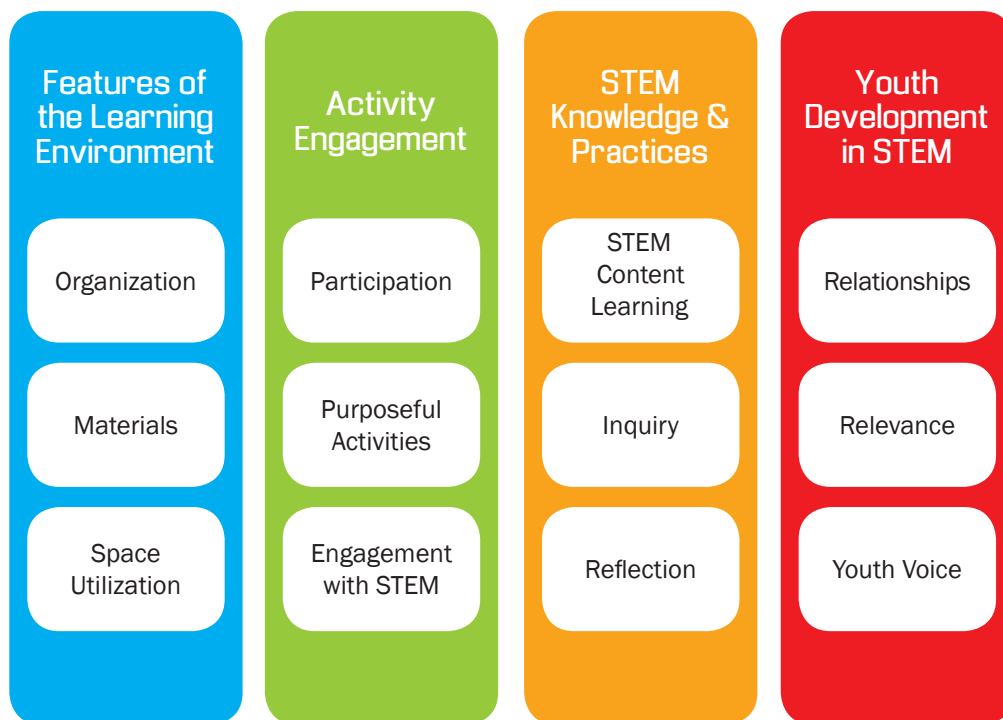 Features of
the Learning
Environment
Organization
Materials
Space
Utilization
Activity
Engagement
Participation
Purposeful
Activities
Engagement
with STEM
STEM
Knowledge &
Practices
STEM
Content
Learning
Inquiry
Reflection
Youth
Development
in STEM
Relationships
Relevance
Youth Voice